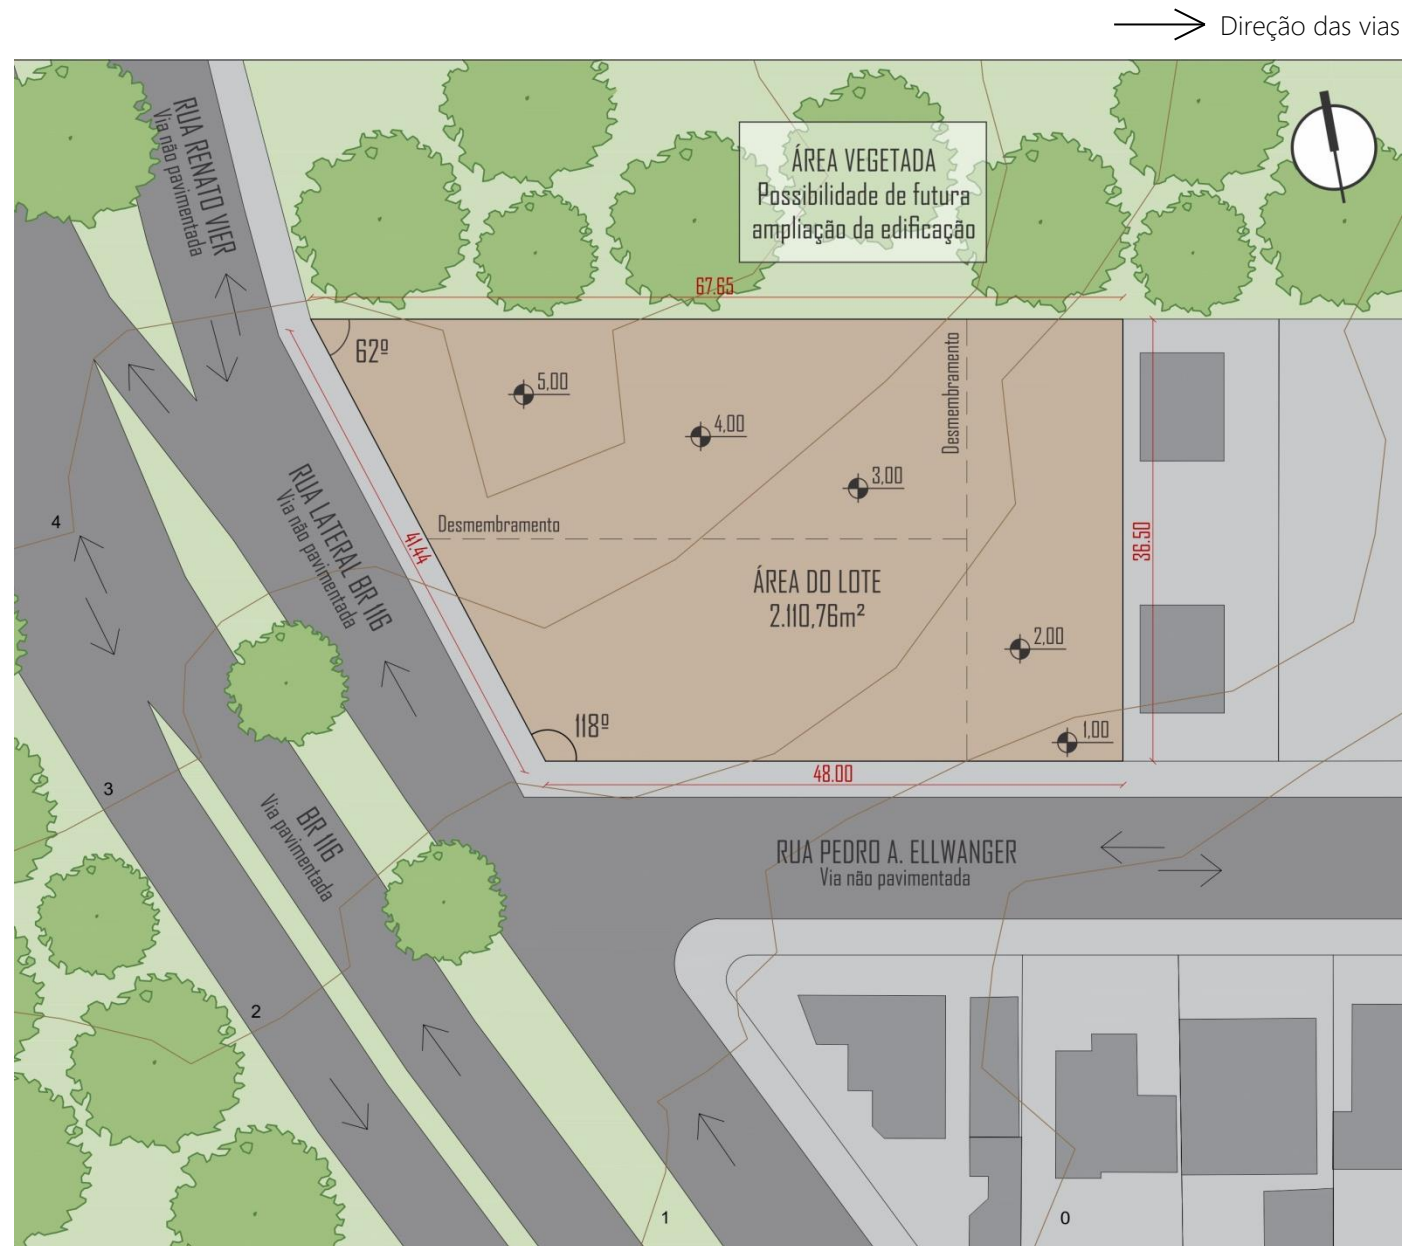 Direção das vias
RUA RENATO VIER
Via não pavimentada
ÁREA VEGETADA
Possibilidade de futura
ampliação da edificação
67.65
62º
5,00
4,00
3,00
Desmembramento
Desmembramento
41.44
36.50
RUA LATERAL BR 116
Via não pavimentada
4
ÁREA DO LOTE
2.110,76m²
2,00
118º
1,00
48.00
3
BR 116
Via pavimentada
RUA PEDRO A. ELLWANGER
Via não pavimentada
2
1
0